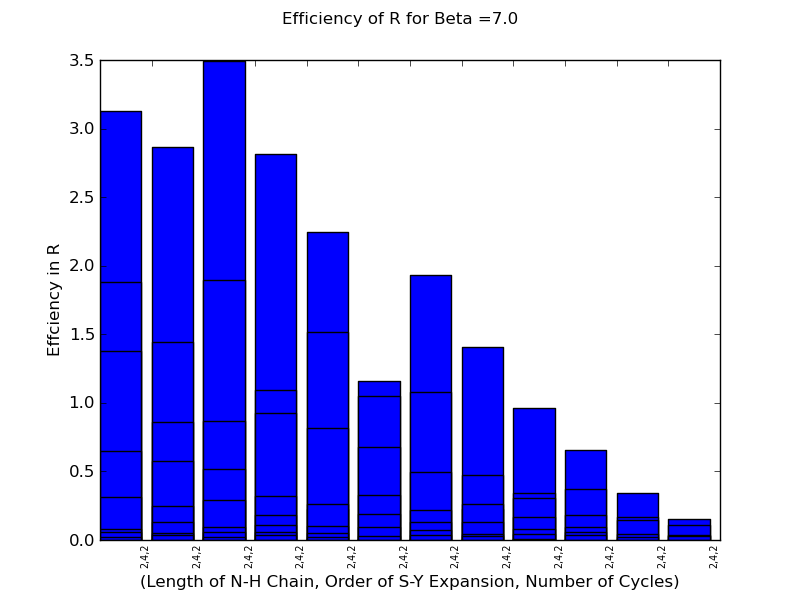 Efficiency of R for Beta =7.0
3.5
3.0
2.5
2.0
1.5
1.0
0.5
0.0
Effciency in R
2,4,2 2,4,2 2,4,2 2,4,2 2,4,2 2,4,2 2,4,2 2,4,2 2,4,2 2,4,2 2,4,2 2,4,2
(Length of N-H Chain, Order of S-Y Expansion, Number of Cycles)